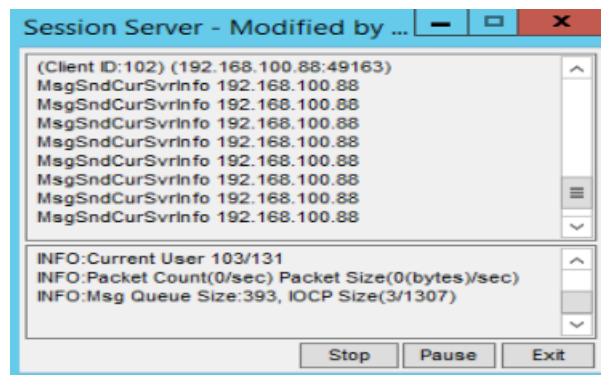 Session Server - Modified by ...
(Client ID:102) (192.168.100.88:49163)
MsgSndCurSvrInfo 192.168.100.88
MsgSndCurSvrInfo 192.168.100.88
MsgSndCurSvrInfo 192.168.100.88
MsgSndCurSvrInfo 192.168.100.88
MsgSndCurSvrInfo 192.168.100.88
MsgSndCurSvrInfo 192.168.100.88
MsgSndCurSvrInfo 192.168.100.88
MsgSndCurSvrInfo 192.168.100.88
INFO:Current User 103/131
INFO:Packet Count(0/sec) Packet Size(0(bytes)/sec)
INFO:Msg Queue Size:393, IOCP Size(3/1307)
Stop Pause Exit